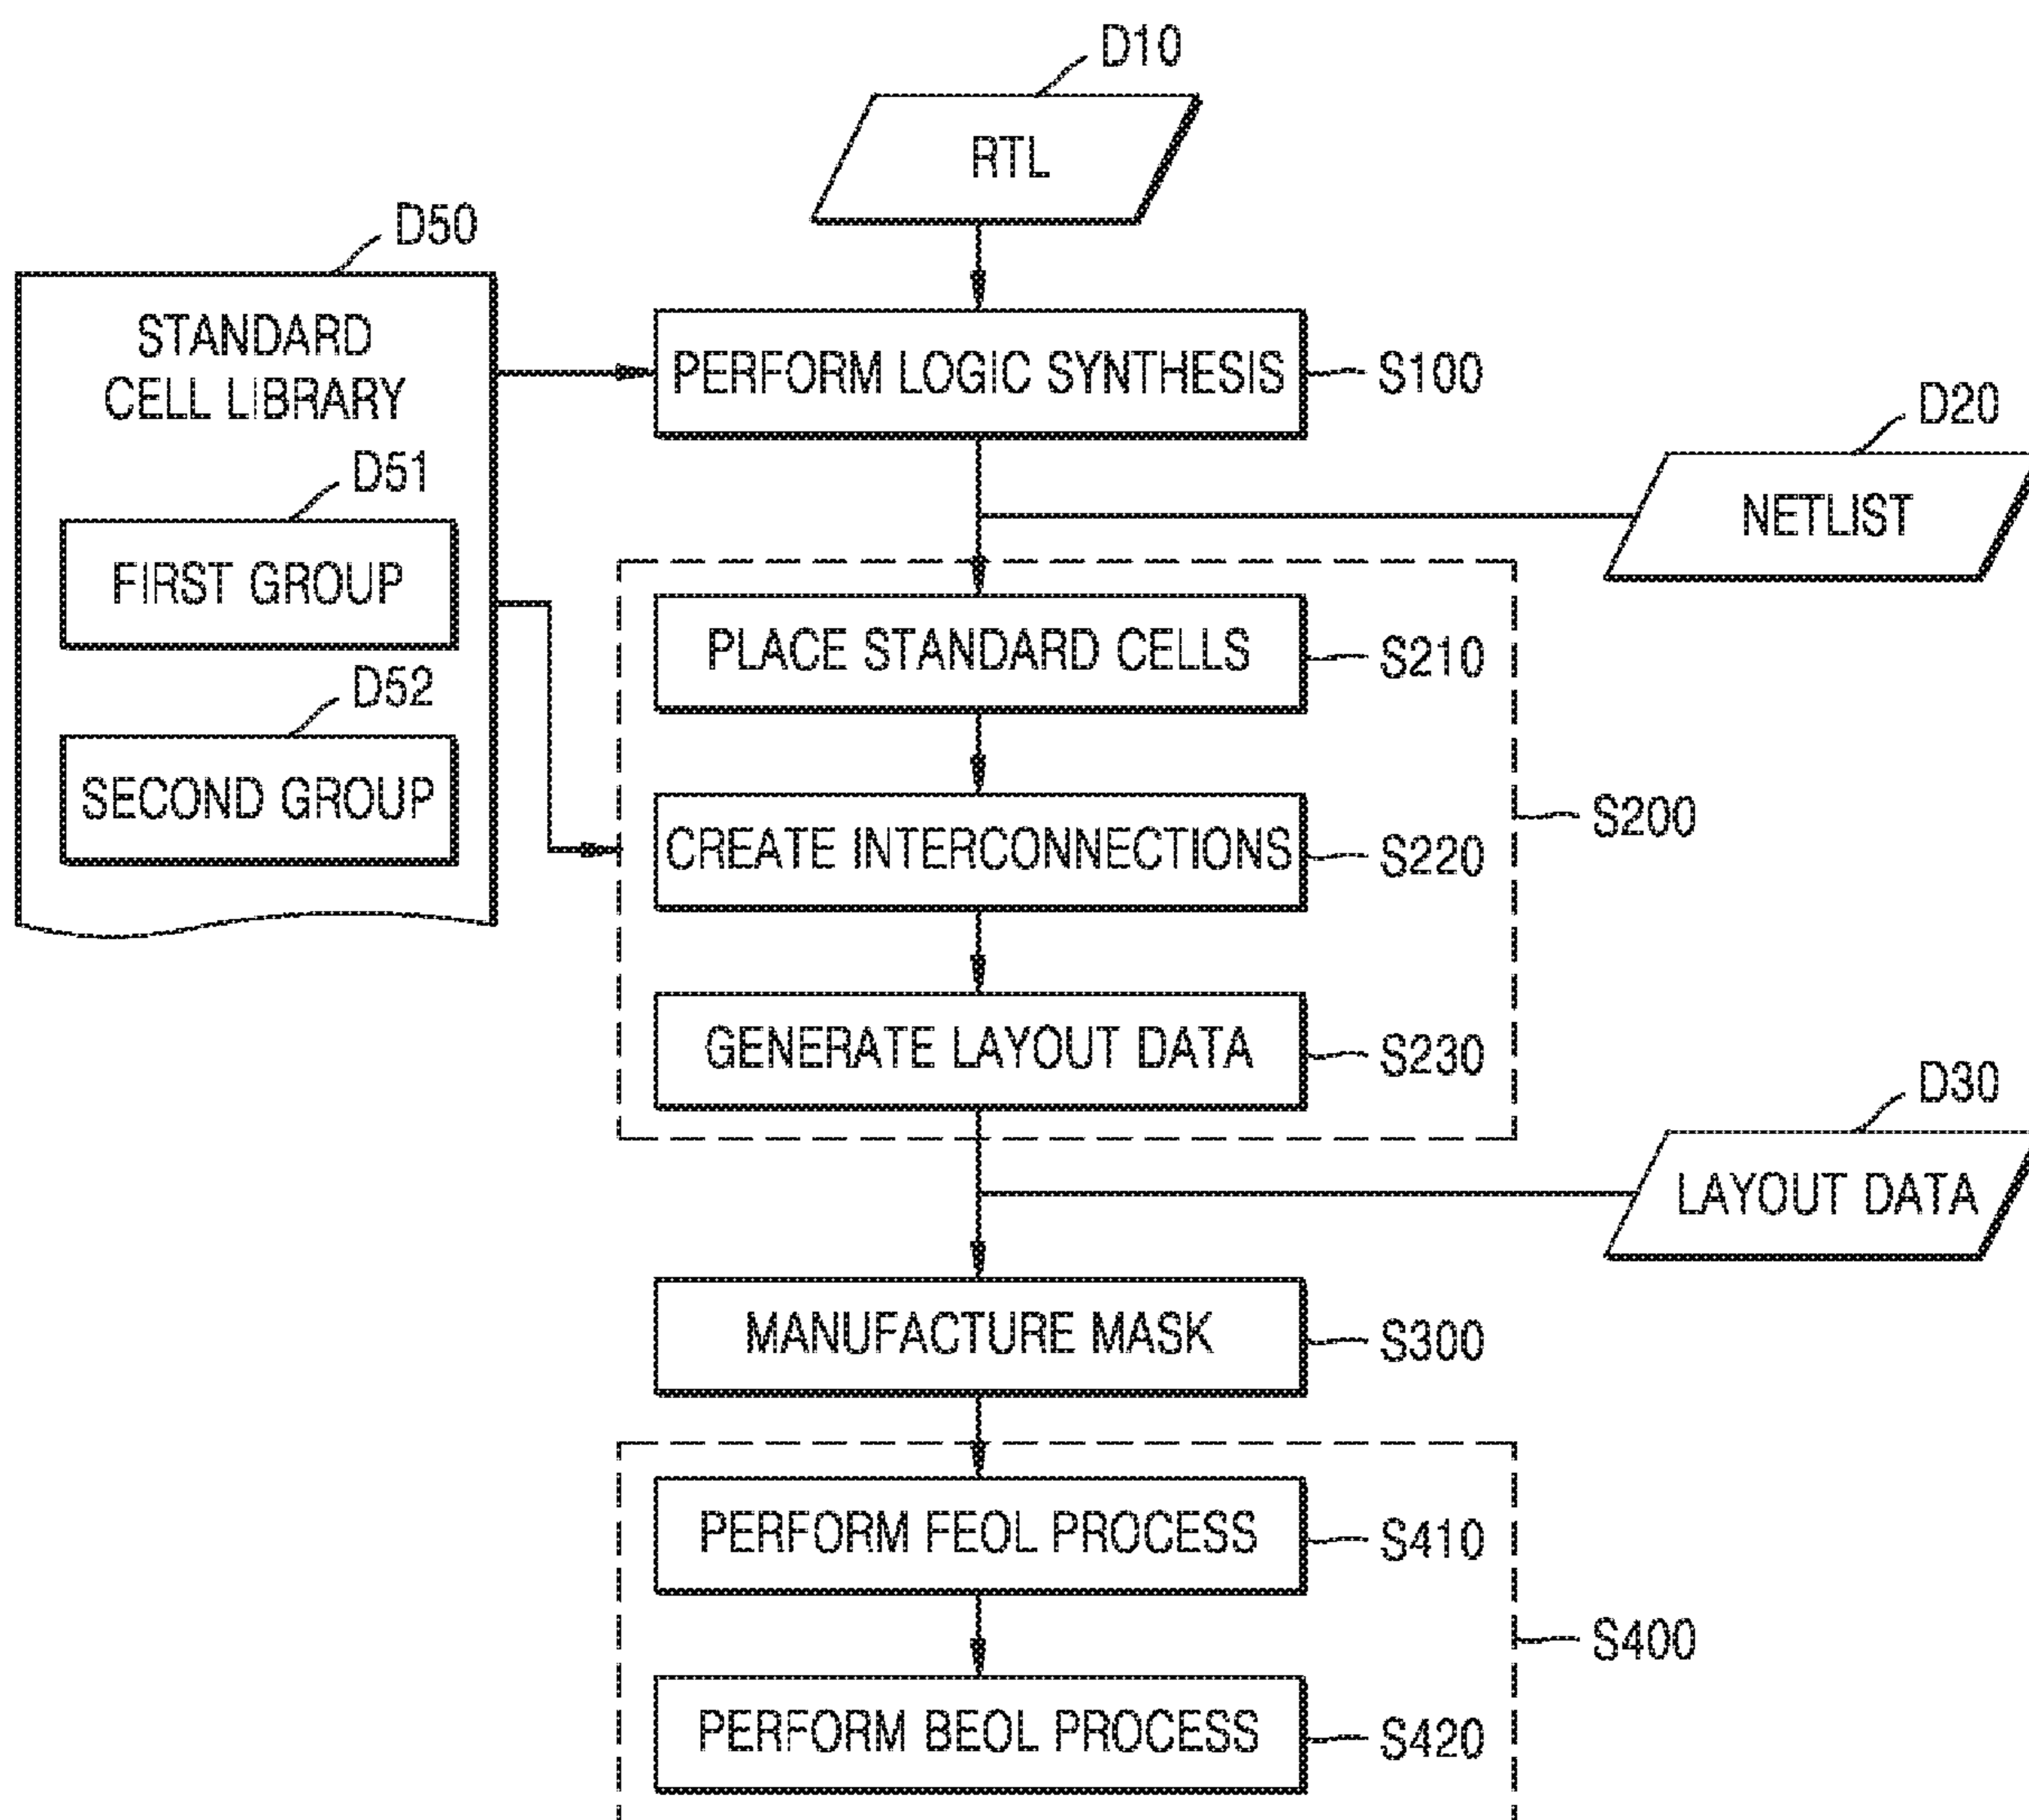 D10
RTL
D50
STANDARD
CELL LIBRARY
PERFORM LOGIC SYNTHESIS
S100
D20
NETLIST
D51
FIRST GROUP
D52
SECOND GROUP
PLACE STANDARD CELLS
S210
CREATE INTERCONNECTIONS
S220
S200
GENERATE LAYOUT DATA
S230
D30
LAYOUT DATA
MANUFACTURE MASK
S300
PERFORM FEOL PROCESS
S410
S400
PERFORM BEOL PROCESS
S420